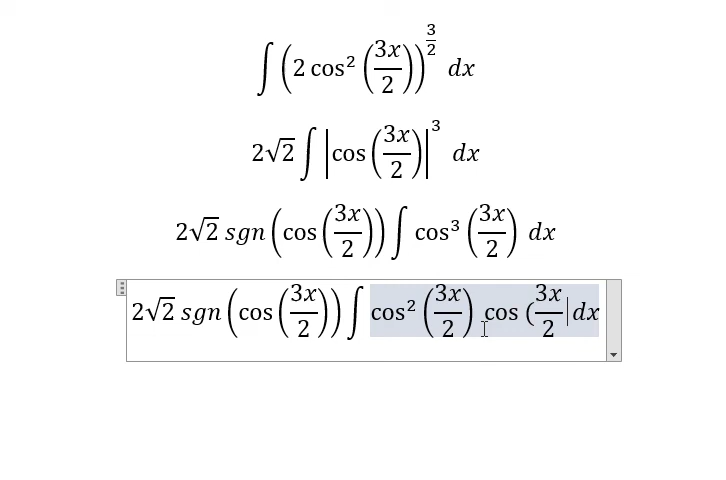 ∫ (2 cos² (3x/2))^(3/2) dx
2√2 ∫ |cos (3x/2)|³ dx
2√2 sgn (cos (3x/2)) ∫ cos³ (3x/2) dx
2√2 sgn (cos (3x/2)) ∫ cos² (3x/2) cos (3x/2 dx